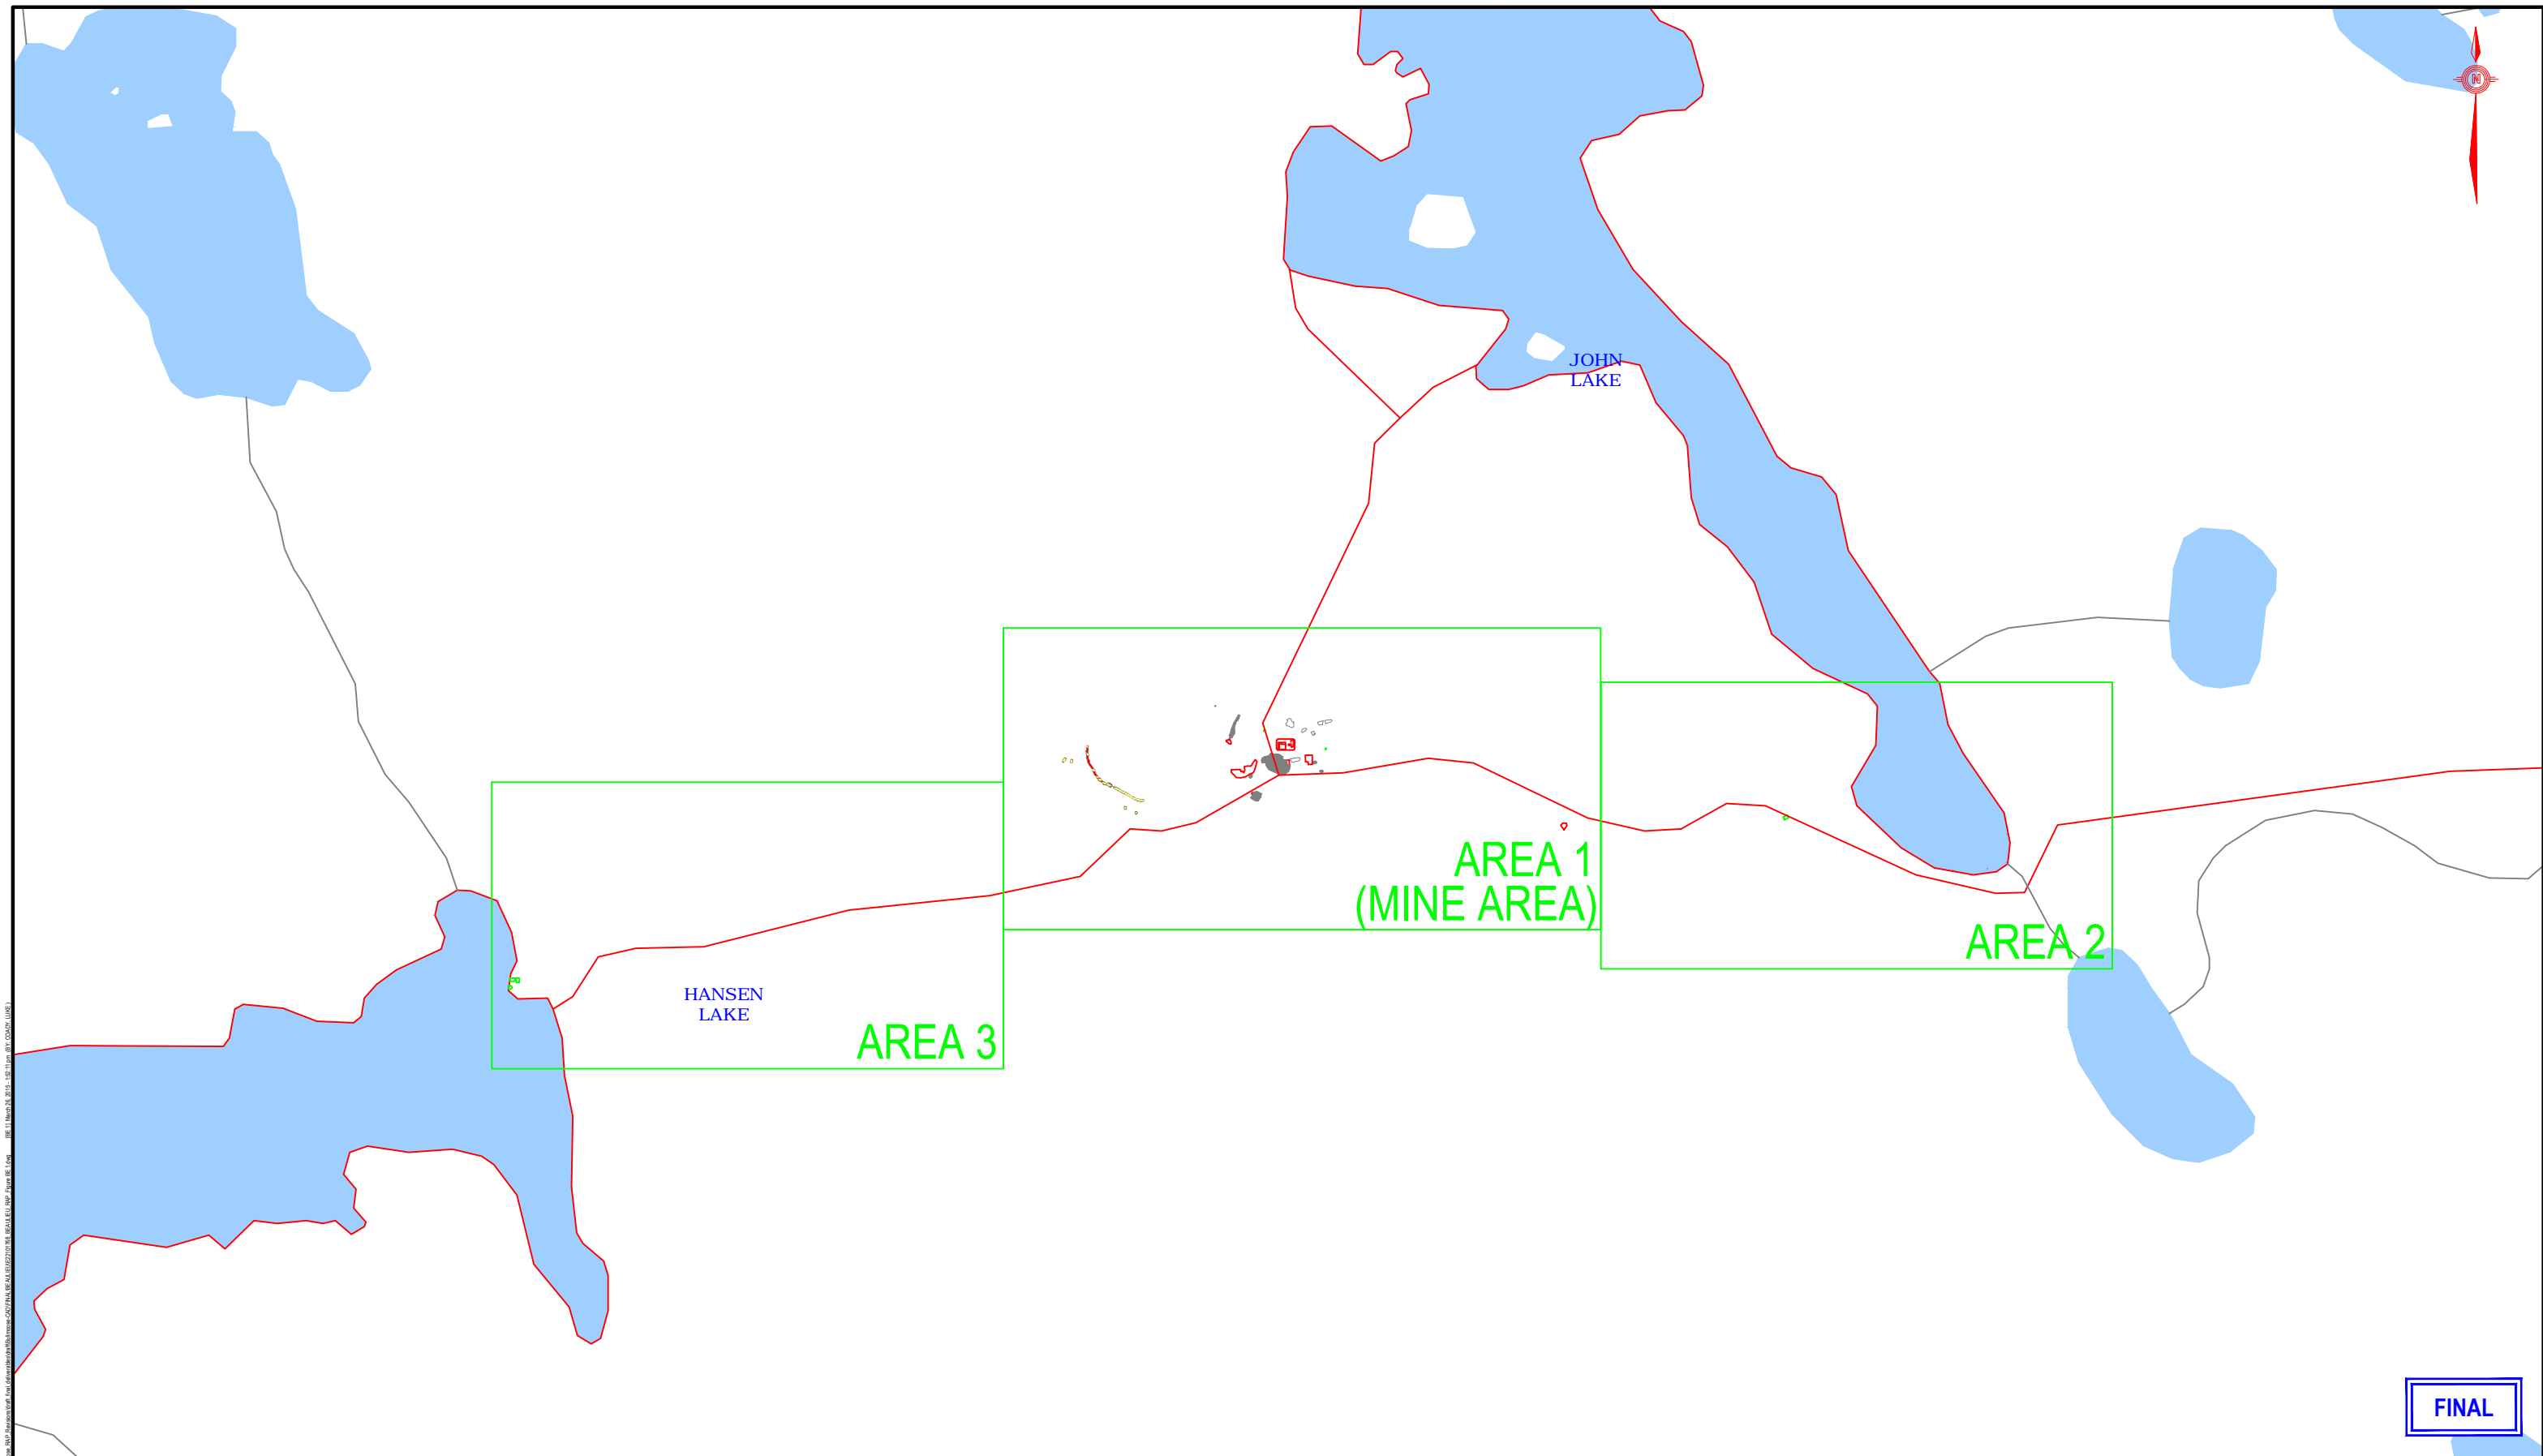 N
JOHN
LAKE
AREA 1
(MINE AREA)
AREA 2
HANSEN
LAKE
AREA 3
FINAL